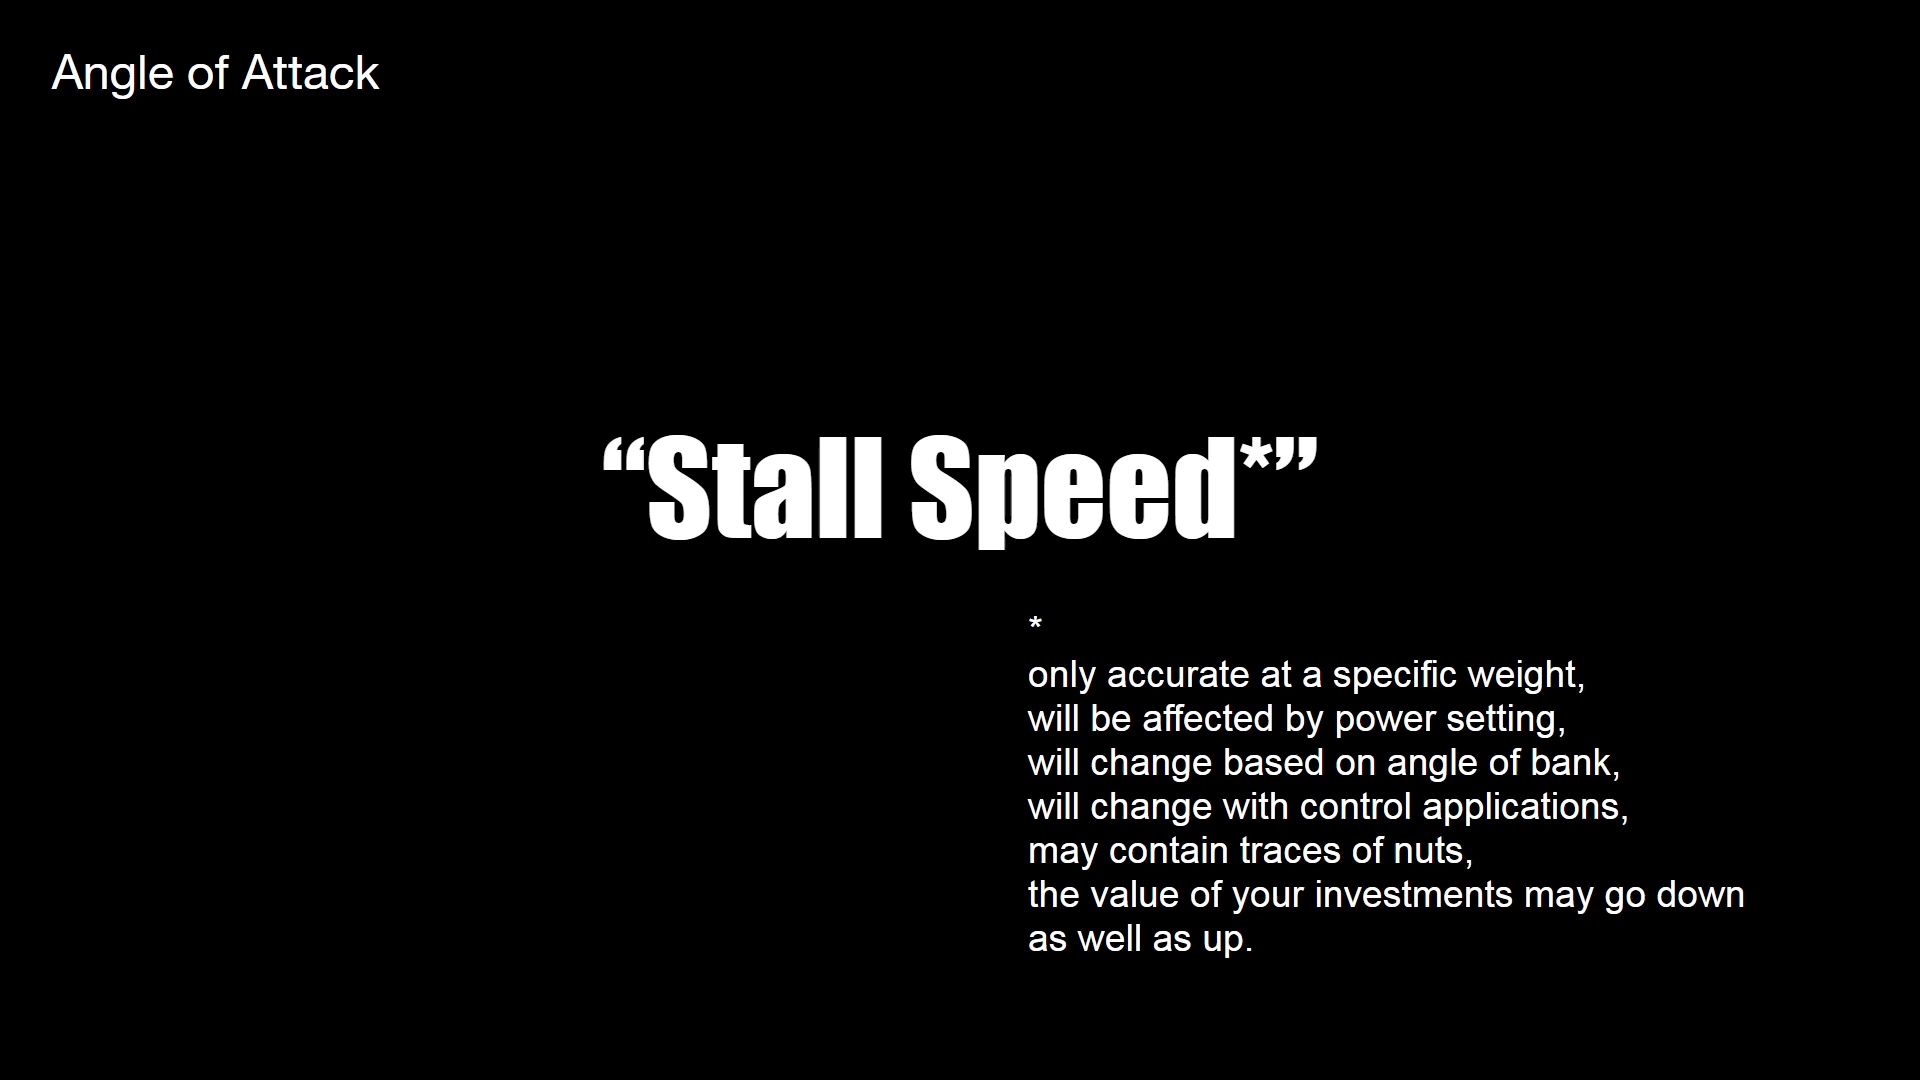 Angle of Attack
“Stall Speed*”
*
only accurate at a specific weight,
will be affected by power setting,
will change based on angle of bank,
will change with control applications,
may contain traces of nuts,
the value of your investments may go down
as well as up.